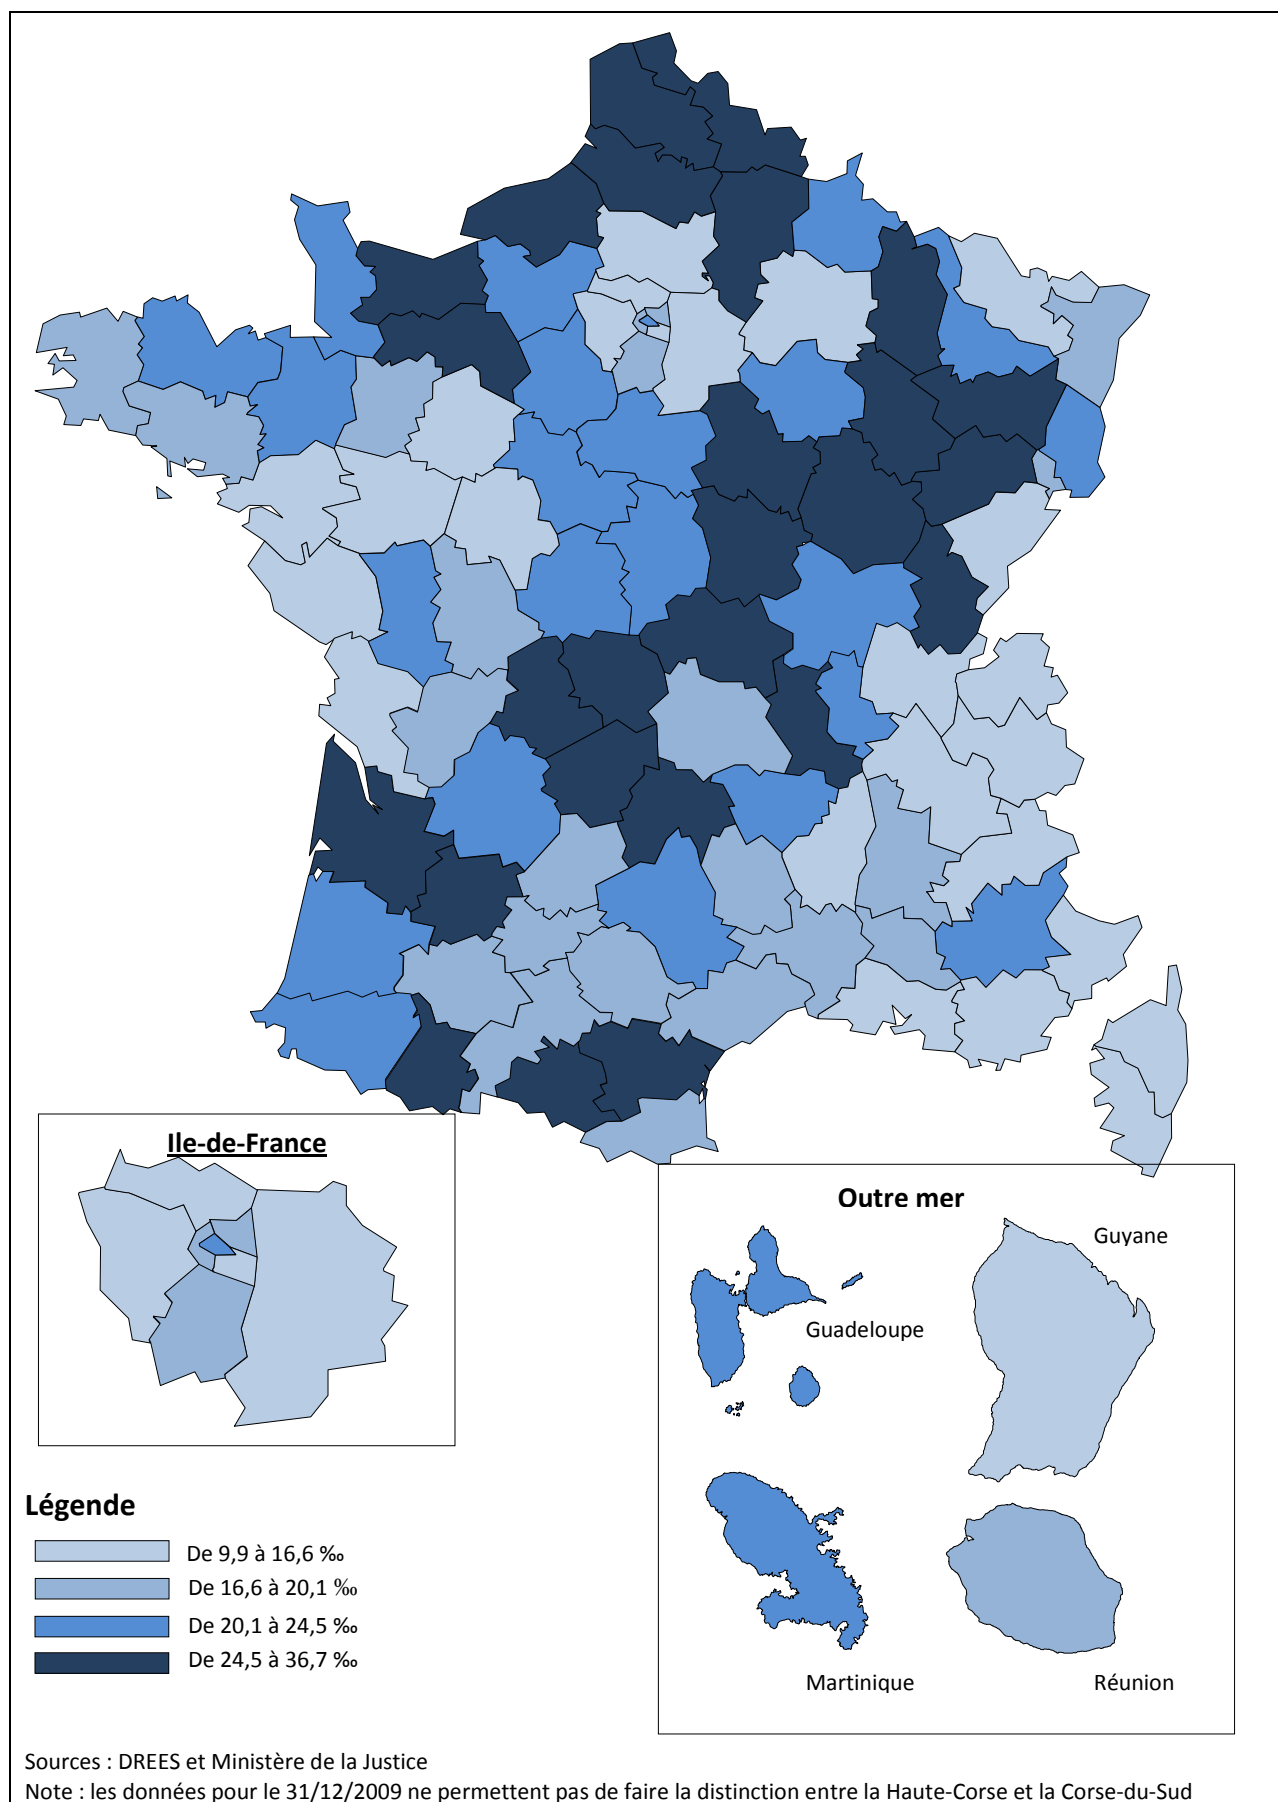 Ile-de-France
Outre mer
Guyane
Guadeloupe
Martinique
Réunion
Légende
De 9,9 à 16,6 ‰
De 16,6 à 20,1 ‰
De 20,1 à 24,5 ‰
De 24,5 à 36,7 ‰
Sources : DREES et Ministère de la Justice
Note : les données pour le 31/12/2009 ne permettent pas de faire la distinction entre la Haute-Corse et la Corse-du-Sud